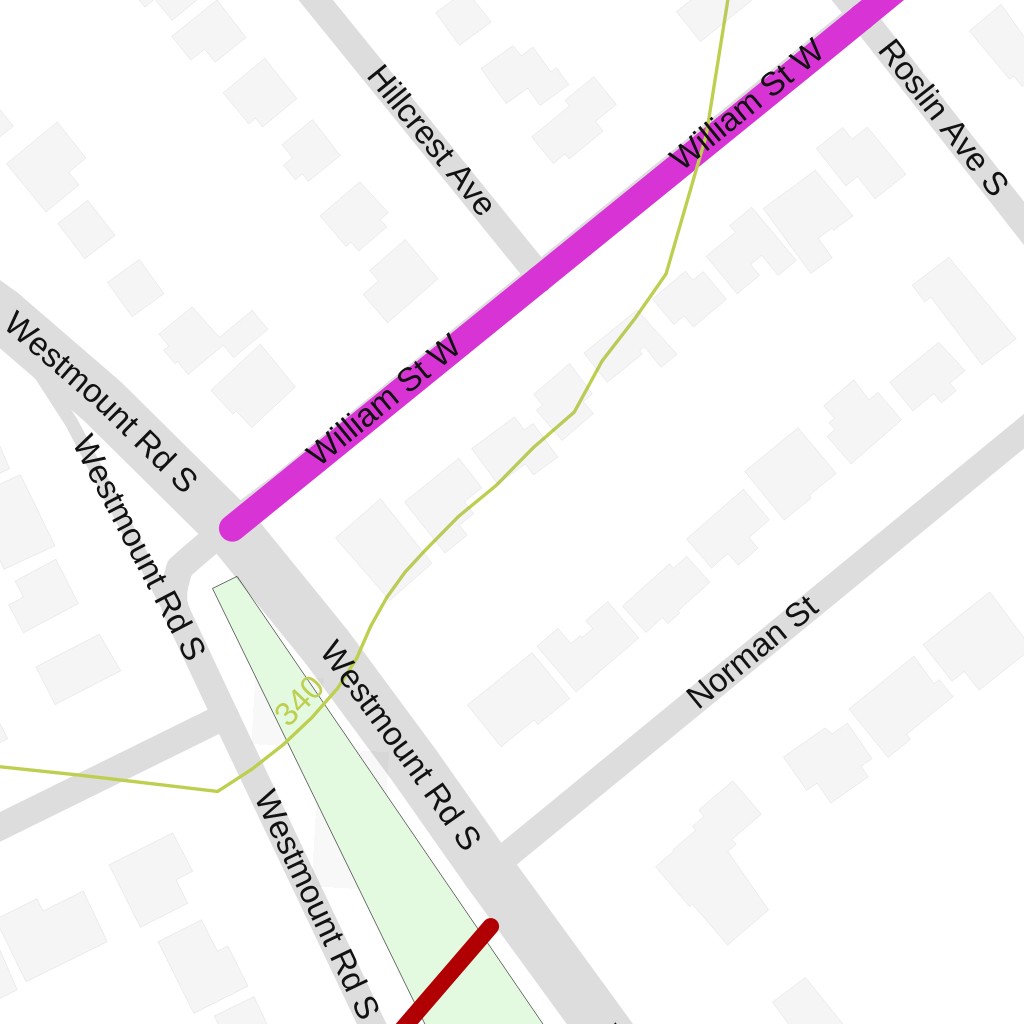 William St W
Roslin Ave S
Hillcrest Ave
Westmount Rd S
William St W
Westmount Rd S
Norman St
340
Westmount Rd S
Westmount Rd S